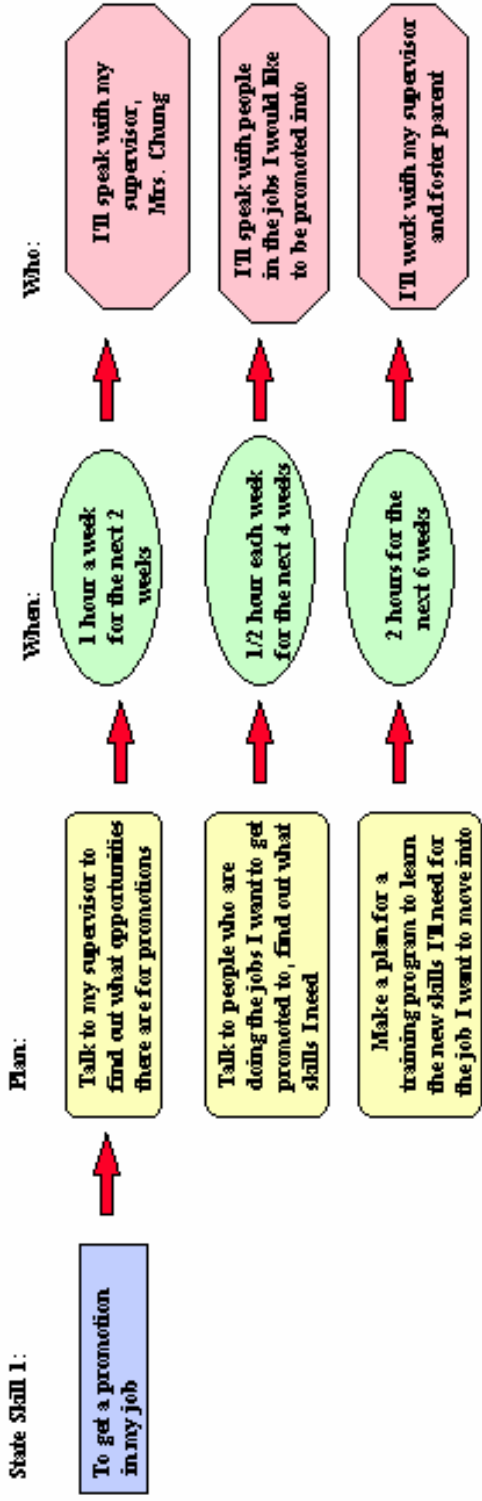 State Skill 1:
Plan:
When:
Who:
To get a promotion
in my job
Talk to my supervisor to
find out what opportunities
there are for promotions
1 hour a week
for the next 2
weeks
I'll speak with my
supervisor,
Mrs. Chung
Talk to people who are
doing the jobs I want to get
promoted to, find out what
skills I need
1/2 hour each week
for the next 4 weeks
I'll speak with people
in the jobs I would like
to be promoted into
Make a plan for a
training program to learn
the new skills I'll need for
the job I want to move into
2 hours for the
next 6 weeks
I'll work with my supervisor
and foster parent